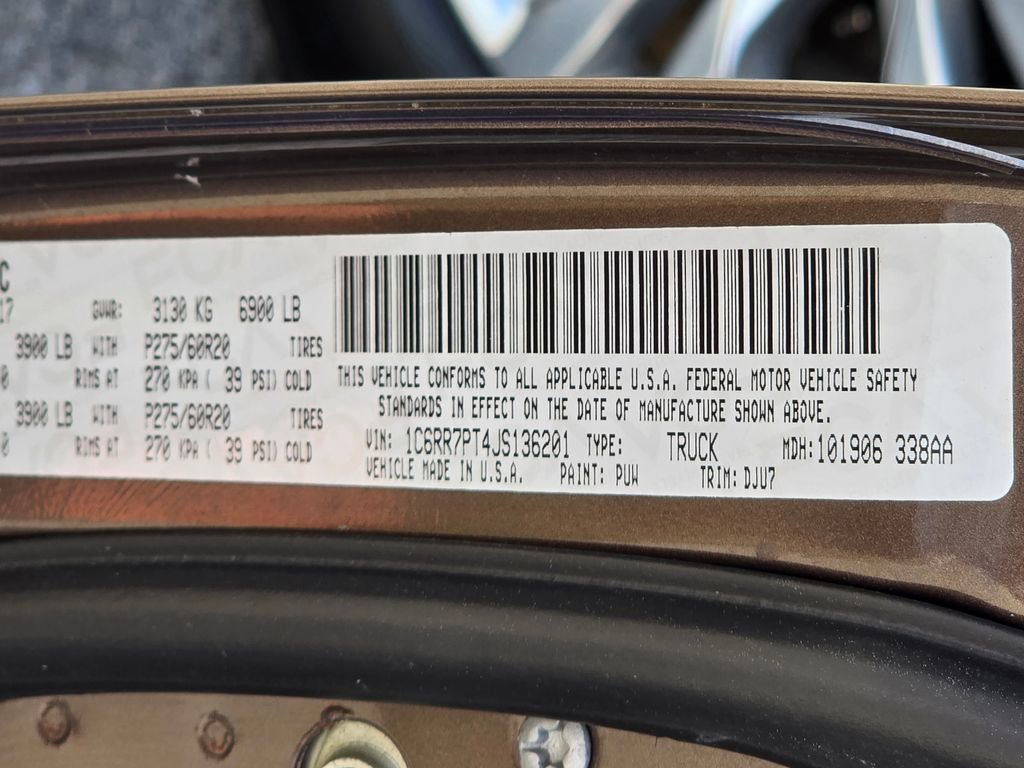 C
17 GVWR: 3130 KG 6900 LB
3900 LB WITH P275/60R20 TIRES
0 RIMS AT 270 KPA ( 39 PSI) COLD
3900 LB WITH P275/60R20 TIRES
0 RIMS AT 270 KPA ( 39 PSI) COLD
THIS VEHICLE CONFORMS TO ALL APPLICABLE U.S.A. FEDERAL MOTOR VEHICLE SAFETY
STANDARDS IN EFFECT ON THE DATE OF MANUFACTURE SHOWN ABOVE.
VIN: 1C6RR7PT4JS136201 TYPE: TRUCK MDH: 101906 338AA
VEHICLE MADE IN U.S.A. PAINT: PUW TRIM: DJU7